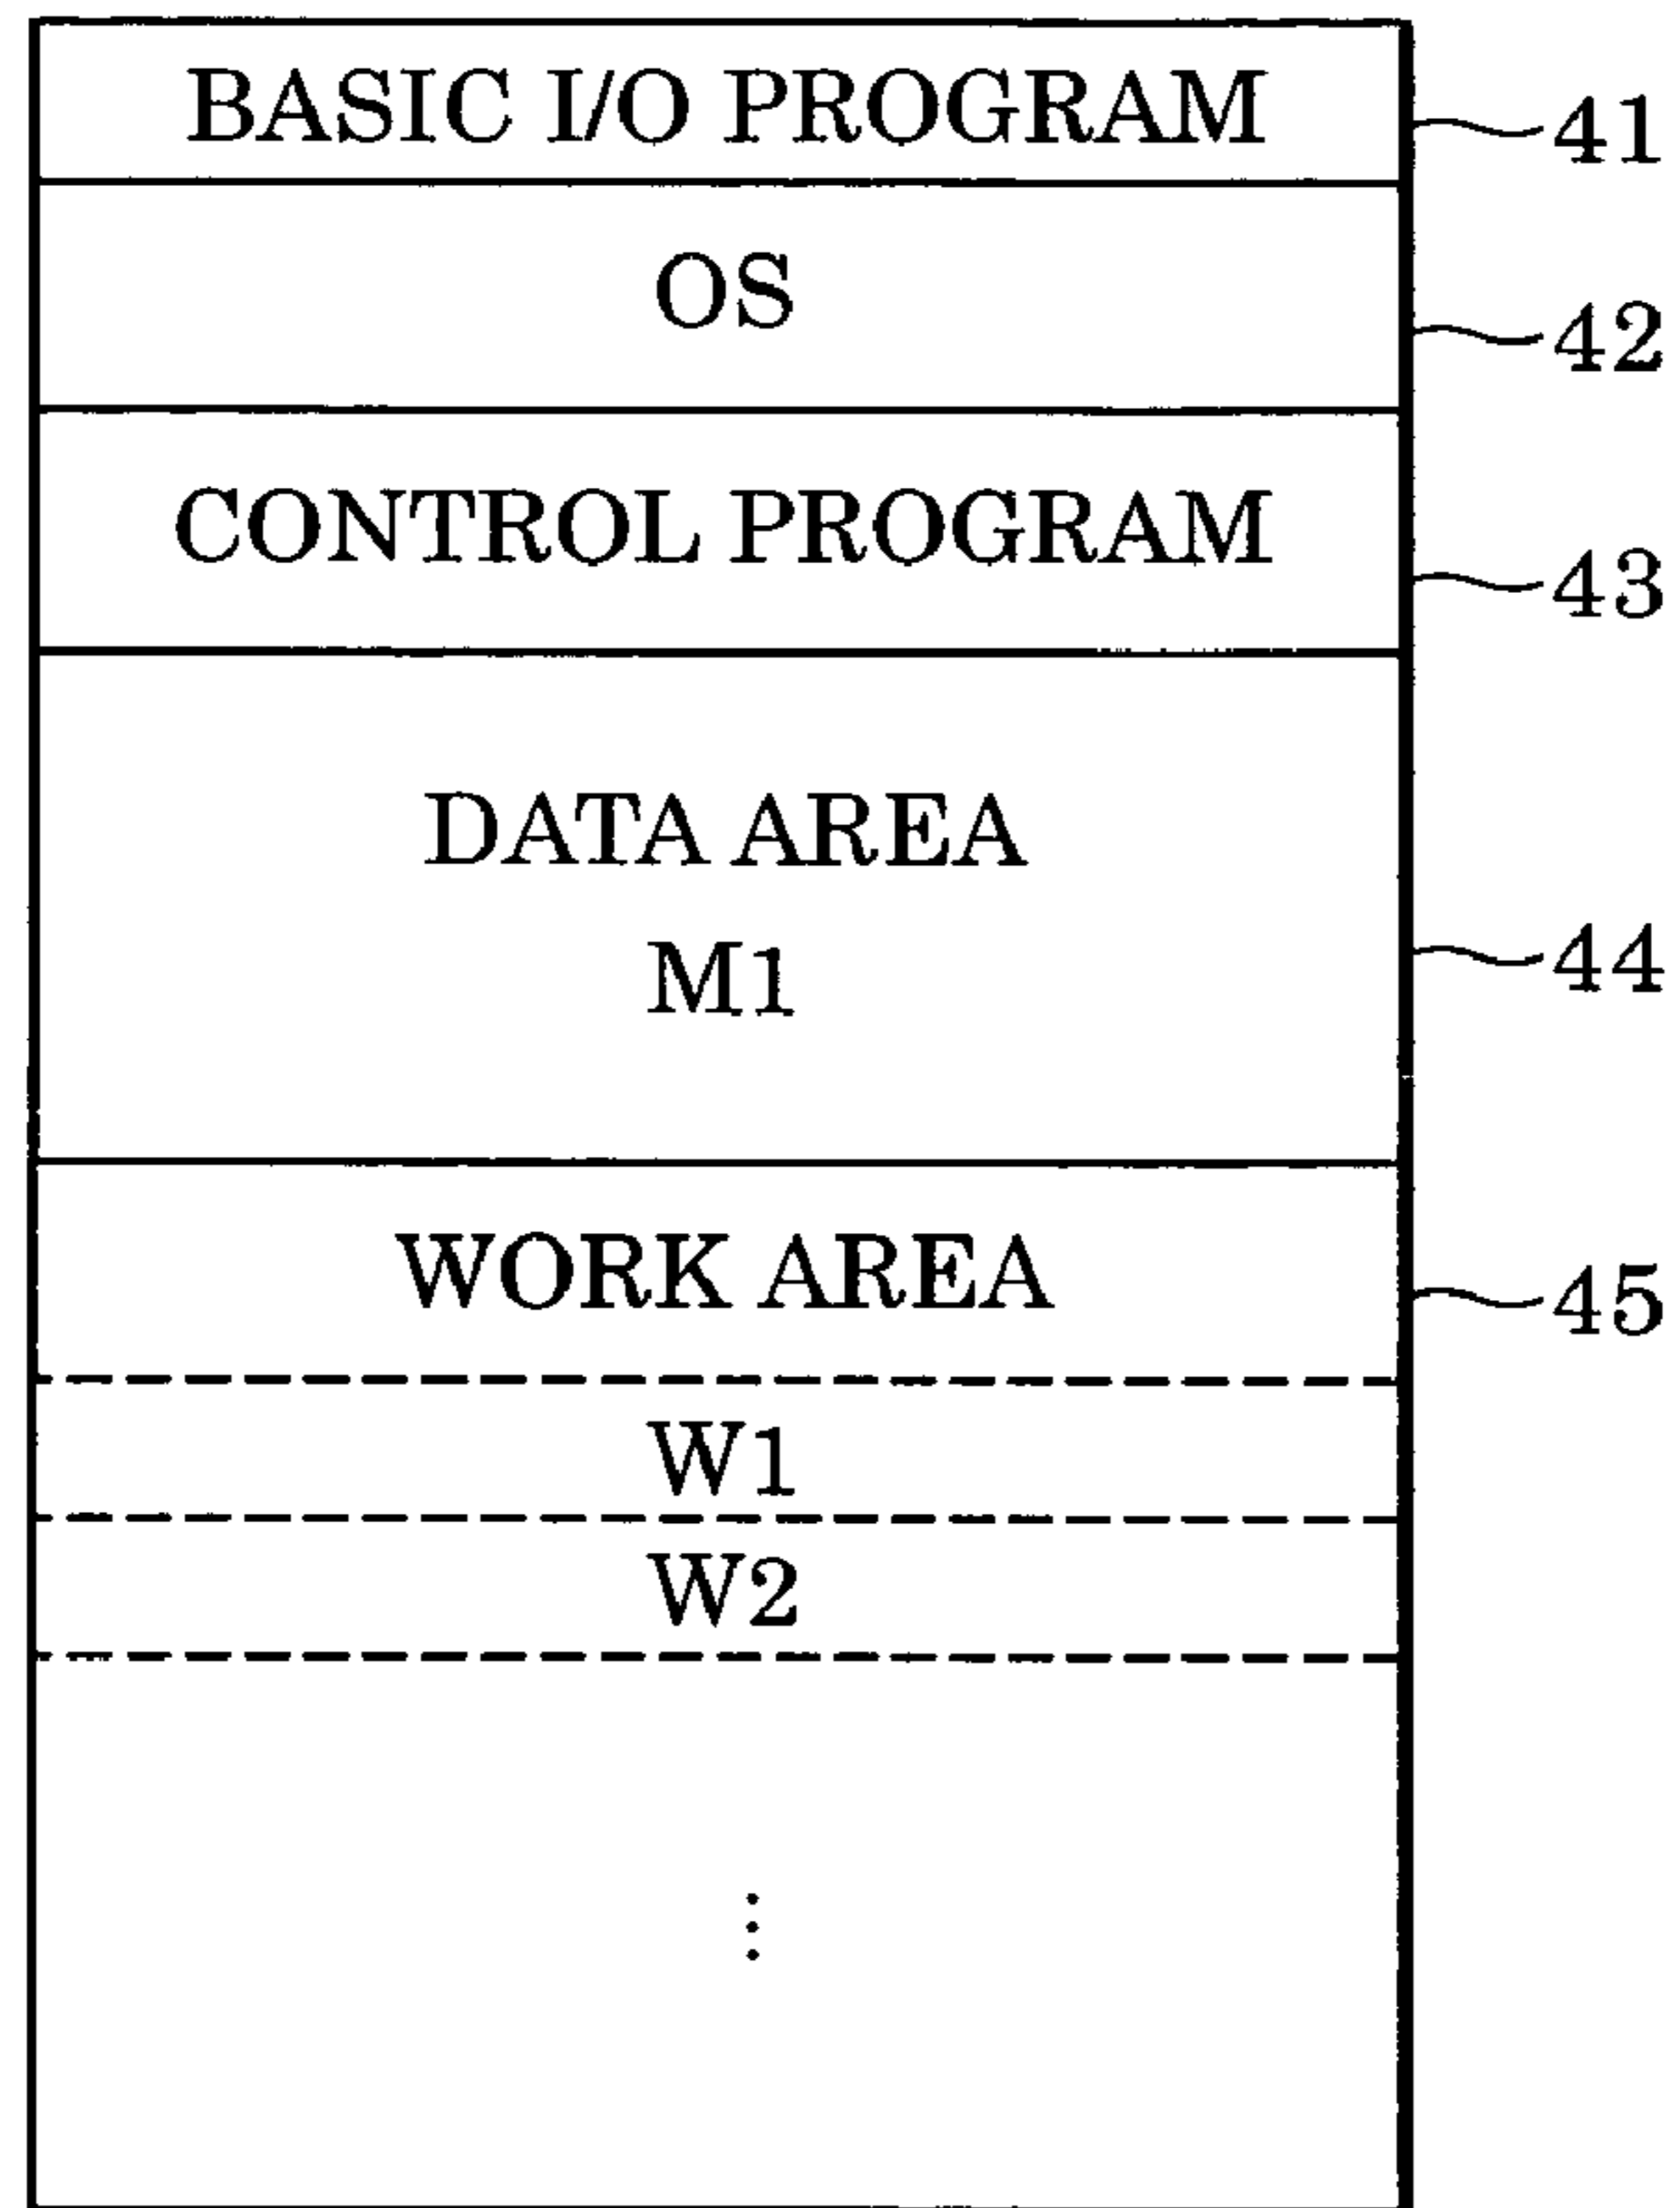 BASIC I/O PROGRAM 41
OS 42
CONTROL PROGRAM 43
DATA AREA
M1 44
WORK AREA 45
W1
W2
⋮